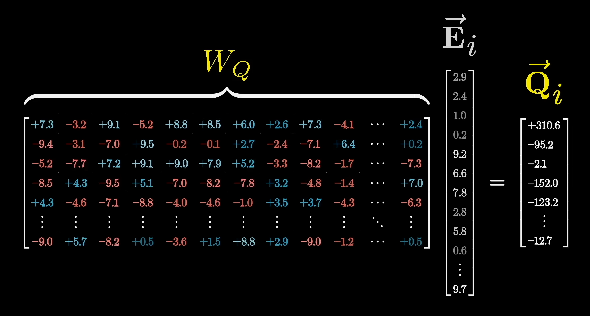 W_Q
E⃗_i
Q⃗_i
+7.3 −3.2 +9.1 −5.2 +8.8 +8.5 +6.0 +2.6 +7.3 −4.1 ⋯ +2.4
−9.4 −3.1 −7.0 −9.5 −0.2 −0.1 +2.7 −2.4 −7.1 −6.4 ⋯ +0.2
−5.2 −7.7 +7.2 +9.1 +9.0 +7.9 +5.2 −3.3 −8.2 −1.7 ⋯ −7.3
−8.5 +4.3 −9.5 +5.1 −7.0 −8.2 −7.8 −3.2 −4.8 −1.4 ⋯ +7.0
+4.3 −4.6 −7.1 −8.8 −4.0 −4.6 −1.0 +3.5 +3.7 −4.3 ⋯ −6.3
⋮ ⋮ ⋮ ⋮ ⋮ ⋮ ⋮ ⋮ ⋮ ⋮ ⋱ ⋮
−9.0 +5.7 −8.2 +0.5 −3.6 +1.5 −8.8 +2.9 −9.0 −1.2 ⋯ +0.5
2.9
2.4
1.0
0.2
9.2
6.6
7.8
2.8
5.8
0.6
⋮
9.7
=
+310.6
−95.2
−2.1
−152.0
−123.2
⋮
−12.7